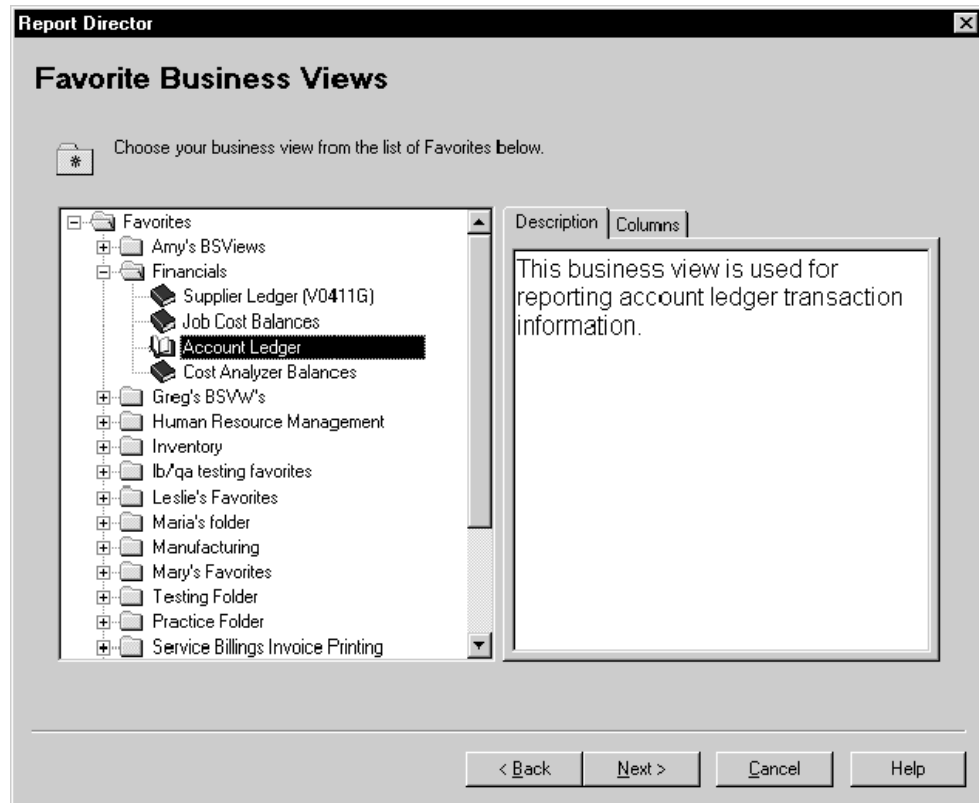 Report Director
Favorite Business Views
Choose your business view from the list of Favorites below.
Favorites
Amy's BSViews
Financials
Supplier Ledger (V0411G)
Job Cost Balances
Account Ledger
Cost Analyzer Balances
Greg's BSVW's
Human Resource Management
Inventory
lb/qa testing favorites
Leslie's Favorites
Maria's folder
Manufacturing
Mary's Favorites
Testing Folder
Practice Folder
Service Billings Invoice Printing
Description Columns
This business view is used for
reporting account ledger transaction
information.
< Back Next > Cancel Help